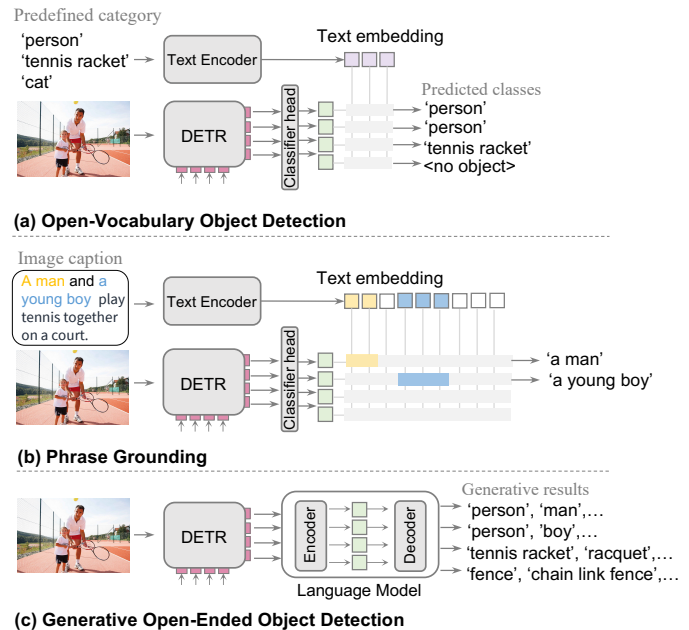 Predefined category
‘person’
‘tennis racket’
‘cat’
Text Encoder
Text embedding
DETR
Classifier head
Predicted classes
‘person’
‘person’
‘tennis racket’
<no object>
(a) Open-Vocabulary Object Detection
Image caption
A man and a
young boy play
tennis together
on a court.
Text Encoder
Text embedding
DETR
Classifier head
‘a man’
‘a young boy’
(b) Phrase Grounding
DETR
Encoder
Decoder
Language Model
Generative results
‘person’, ‘man’,…
‘person’, ’boy’,…
‘tennis racket’, ‘racquet’,…
‘fence’, ‘chain link fence’,…
(c) Generative Open-Ended Object Detection